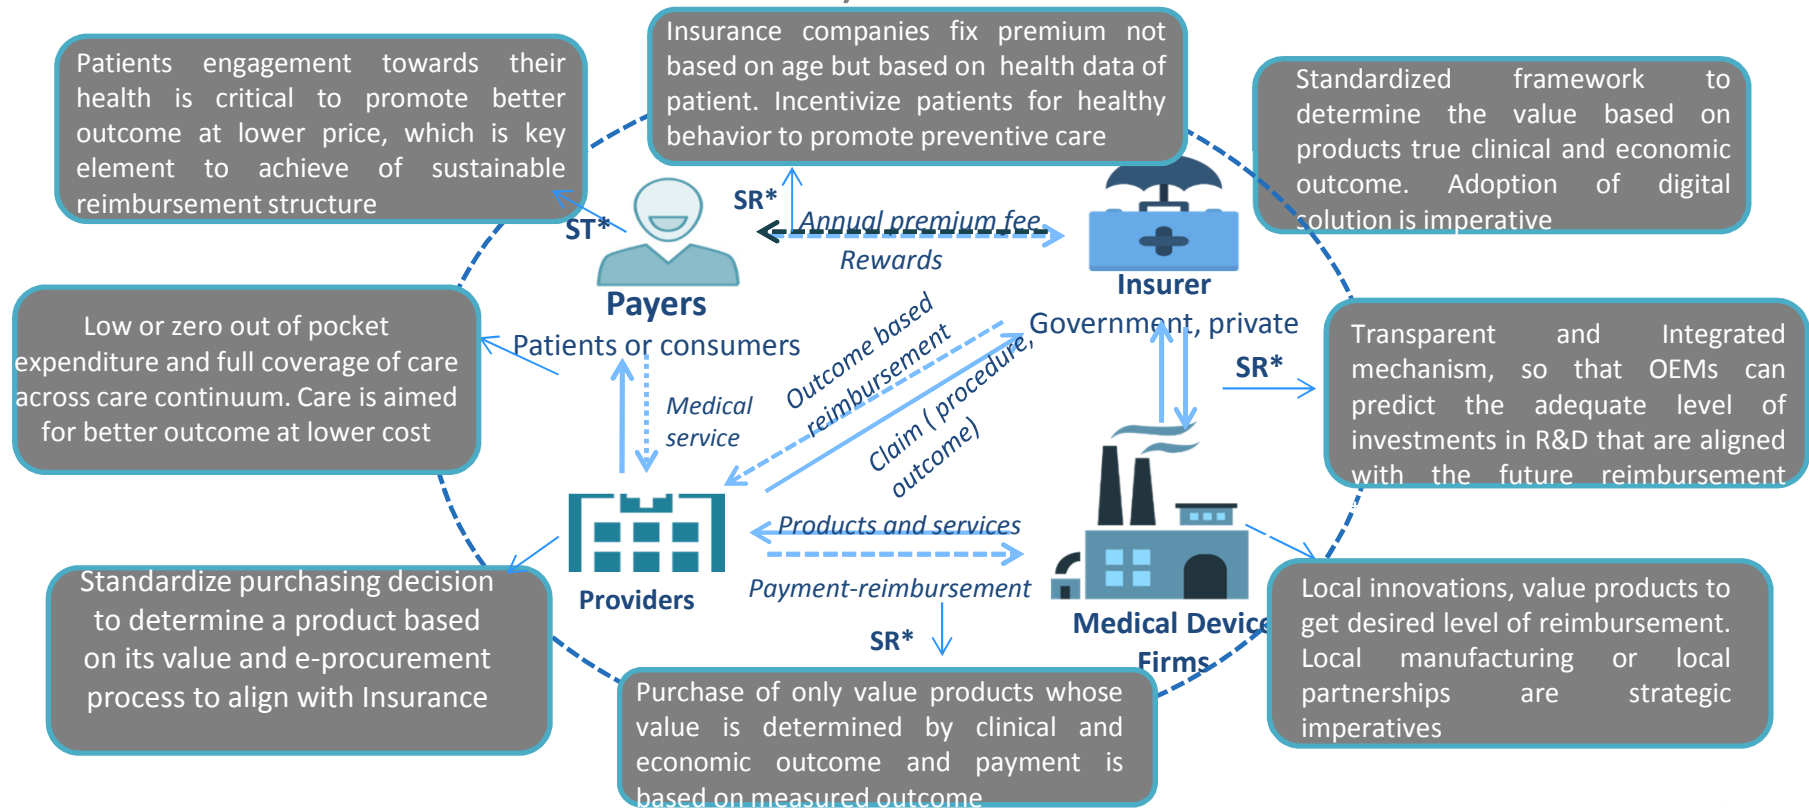 Insurance companies fix premium not
based on age but based on health data of
patient. Incentivize patients for healthy
behavior to promote preventive care
Patients engagement towards their
health is critical to promote better
outcome at lower price, which is key
element to achieve of sustainable
reimbursement structure
Standardized framework to
determine the value based on
products true clinical and economic
outcome. Adoption of digital
solution is imperative
SR*
ST*
Annual premium fee
Rewards
Payers
Patients or consumers
Insurer
Government, private
Low or zero out of pocket
expenditure and full coverage of care
across care continuum. Care is aimed
for better outcome at lower cost
Medical
service
Outcome based
reimbursement
Claim ( procedure,
outcome)
SR*
Transparent and Integrated
mechanism, so that OEMs can
predict the adequate level of
investments in R&D that are aligned
with the future reimbursement
Products and services
Payment-reimbursement
Providers
SR*
Medical Device
Firms
Standardize purchasing decision
to determine a product based
on its value and e-procurement
process to align with Insurance
Purchase of only value products whose
value is determined by clinical and
economic outcome and payment is
based on measured outcome
Local innovations, value products to
get desired level of reimbursement.
Local manufacturing or local
partnerships are strategic
imperatives